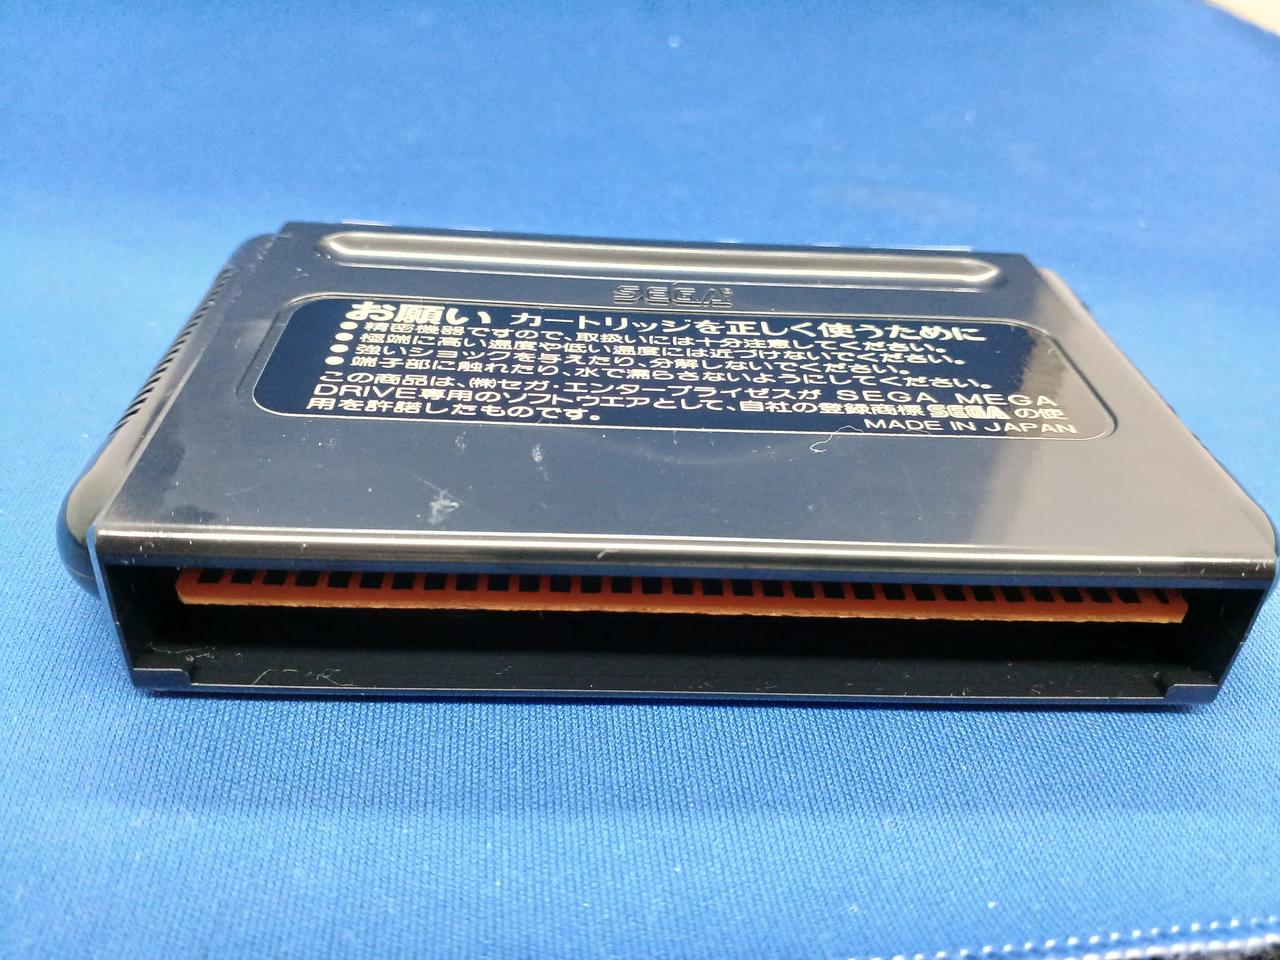 SEGA®
お願い カートリッジを正しく使うために
●精密機器ですので、取扱いには十分注意してください。
●極端に高い温度や低い温度には近づけないでください。
●強いショックを与えたり、分解しないでください。
●端子部に触れたり、水で濡らさないようにしてください。
この商品は、(株)セガ・エンタープライゼスが SEGA MEGA
DRIVE専用のソフトウエアとして、自社の登録商標 SEGA の使
用を許諾したものです。
MADE IN JAPAN